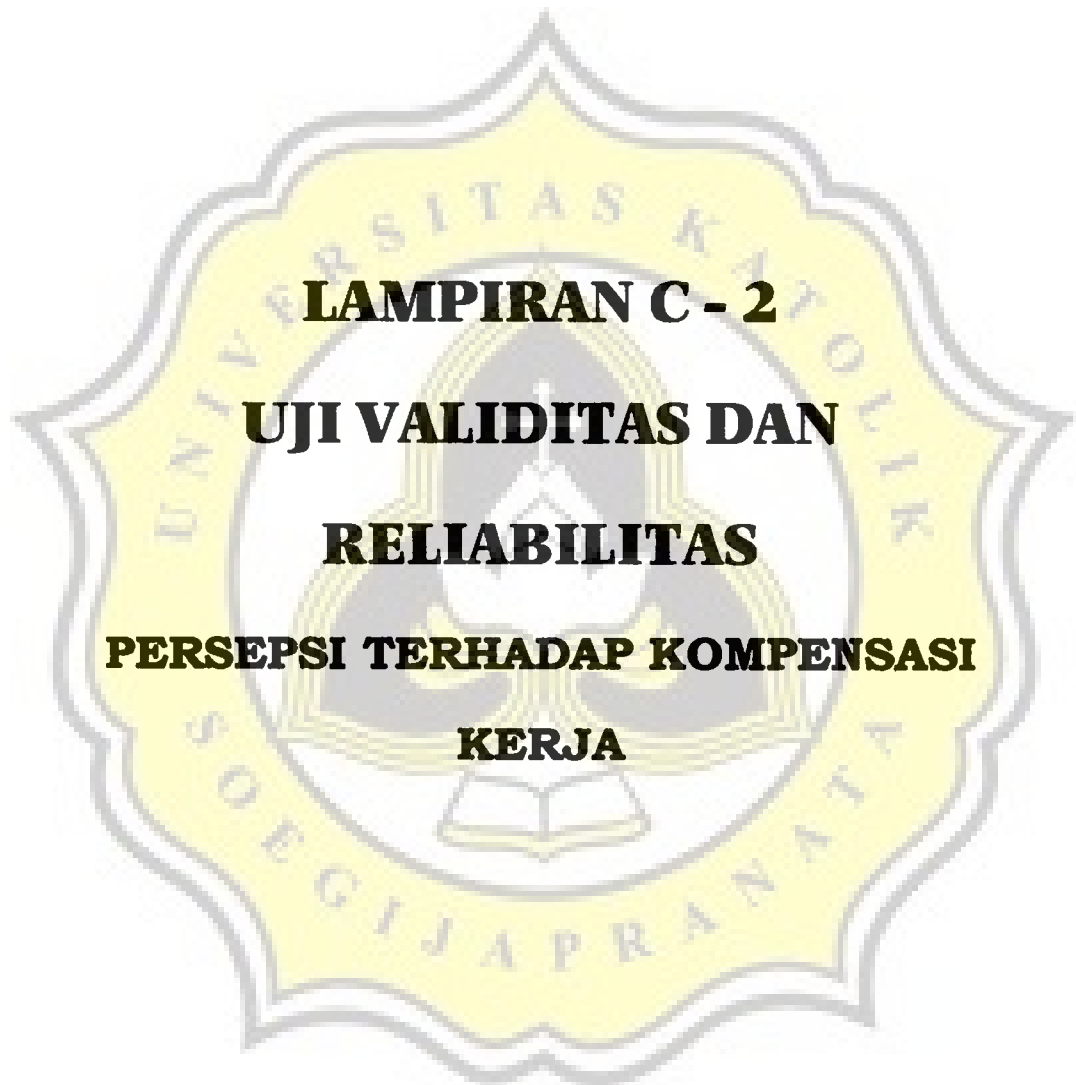 UNIVERSITAS KATOLIK
LAMPIRAN C - 2
UJI VALIDITAS DAN
RELIABILITAS
PERSEPSI TERHADAP KOMPENSASI
KERJA
SOEGIJAPRANATA